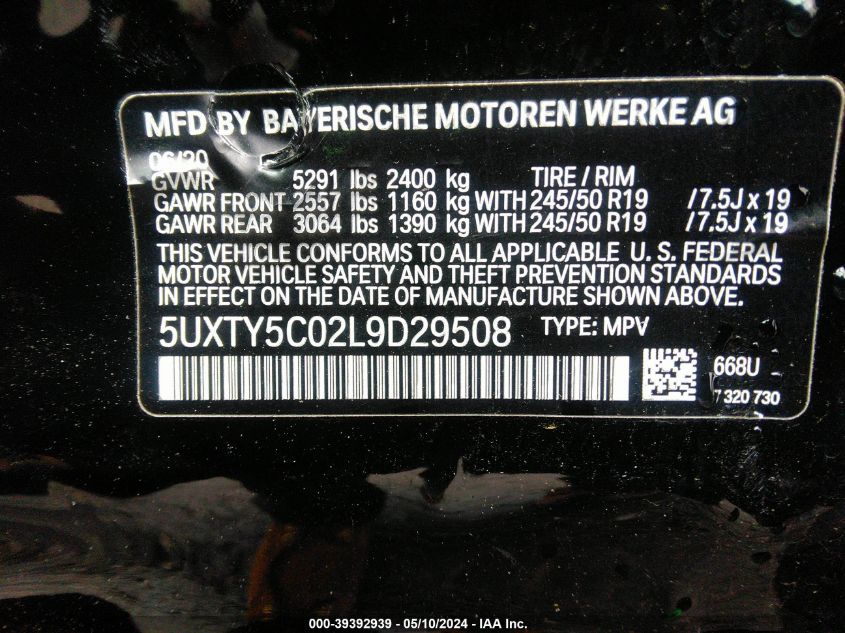 MFD BY BAYERISCHE MOTOREN WERKE AG
06/20
GVWR 5291 lbs 2400 kg TIRE / RIM
GAWR FRONT 2557 lbs 1160 kg WITH 245/50 R19 /7.5J x 19
GAWR REAR 3064 lbs 1390 kg WITH 245/50 R19 /7.5J x 19
THIS VEHICLE CONFORMS TO ALL APPLICABLE U. S. FEDERAL
MOTOR VEHICLE SAFETY AND THEFT PREVENTION STANDARDS
IN EFFECT ON THE DATE OF MANUFACTURE SHOWN ABOVE.
5UXTY5C02L9D29508 TYPE: MPV
668U
7 320 730
000-39392939 - 05/10/2024 - IAA Inc.